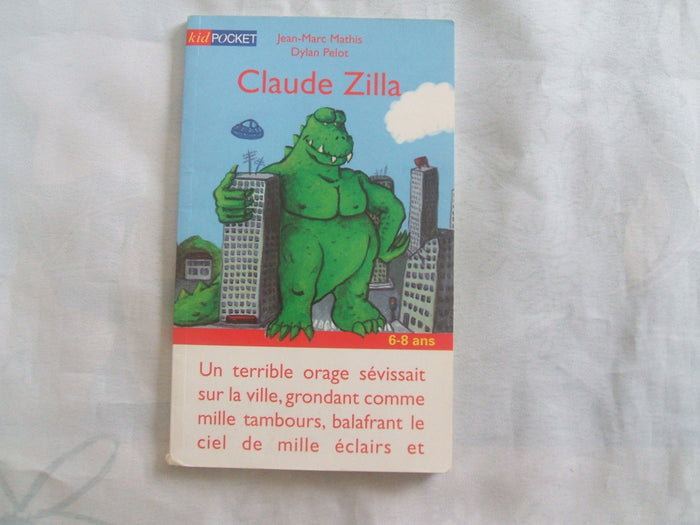 kid POCKET
Jean-Marc Mathis
Dylan Pelot
Claude Zilla
6-8 ans
Un terrible orage sévissait
sur la ville, grondant comme
mille tambours, balafrant le
ciel de mille éclairs et